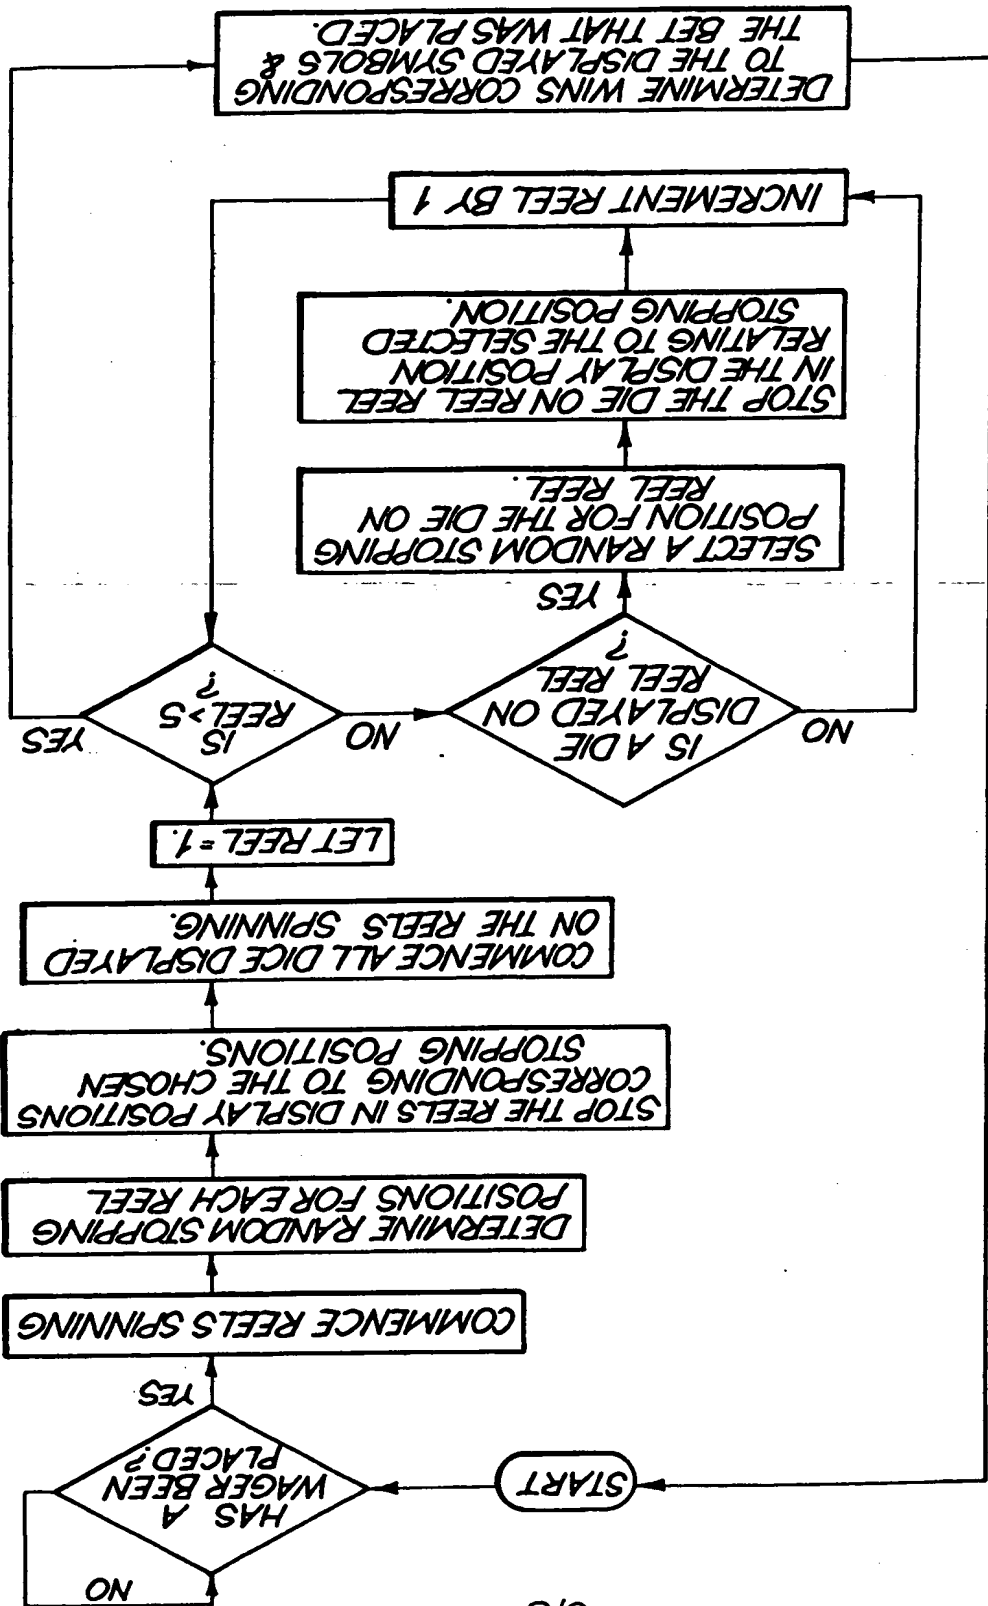 START
HAS A
WAGER BEEN
PLACED?
NO
YES
COMMENCE REELS SPINNING
DETERMINE RANDOM STOPPING
POSITIONS FOR EACH REEL
STOP THE REELS IN DISPLAY POSITIONS
CORRESPONDING TO THE CHOSEN
STOPPING POSITIONS.
COMMENCE ALL DICE DISPLAYED
ON THE REELS SPINNING.
LET REEL = 1.
IS
REEL>5
?
YES
NO
IS A DIE
DISPLAYED ON
REEL REEL
?
NO
YES
SELECT A RANDOM STOPPING
POSITION FOR THE DIE ON
REEL REEL.
STOP THE DIE ON REEL REEL
IN THE DISPLAY POSITION
RELATING TO THE SELECTED
STOPPING POSITION.
INCREMENT REEL BY 1
DETERMINE WINS CORRESPONDING
TO THE DISPLAYED SYMBOLS &
THE BET THAT WAS PLACED.